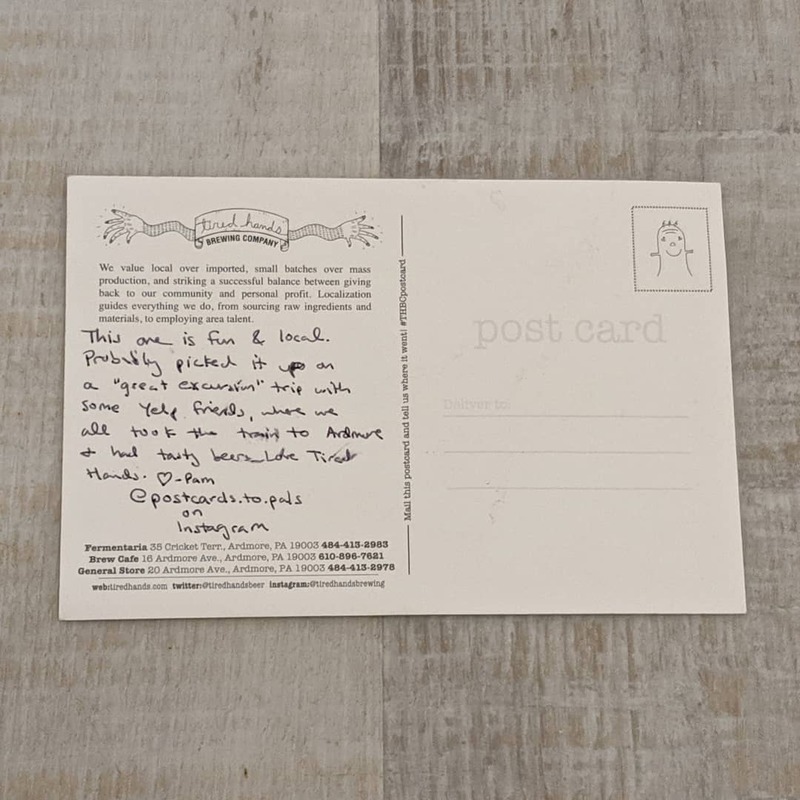 tired hands
BREWING COMPANY
We value local over imported, small batches over mass
production, and striking a successful balance between giving
back to our community and personal profit. Localization
guides everything we do, from sourcing raw ingredients and
materials, to employing area talent.
This one is fun & local.
Probably picked it up on
a "great excursion" trip with
some Yelp friends, where we
all took the train to Ardmore
& had tasty beers. Love Tired
Hands. ♡-Pam
@postcards.to.pals
on
Instagram
Fermentaria 35 Cricket Terr., Ardmore, PA 19003 484-413-2983
Brew Cafe 16 Ardmore Ave., Ardmore, PA 19003 610-896-7621
General Store 20 Ardmore Ave., Ardmore, PA 19003 484-413-2978
web:tiredhands.com twitter:@tiredhandsbeer instagram:@tiredhandsbrewing
Mail this postcard and tell us where it went! #THBCpostcard
post card
Deliver to: